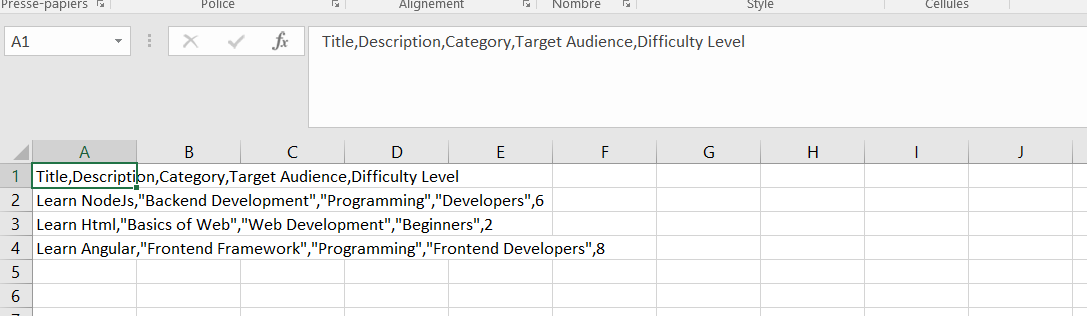 Presse-papiers Police Alignement Nombre Style Cellules
A1 fx Title,Description,Category,Target Audience,Difficulty Level
A B C D E F G H I J
1 Title,Description,Category,Target Audience,Difficulty Level
2 Learn NodeJs,"Backend Development","Programming","Developers",6
3 Learn Html,"Basics of Web","Web Development","Beginners",2
4 Learn Angular,"Frontend Framework","Programming","Frontend Developers",8
5
6